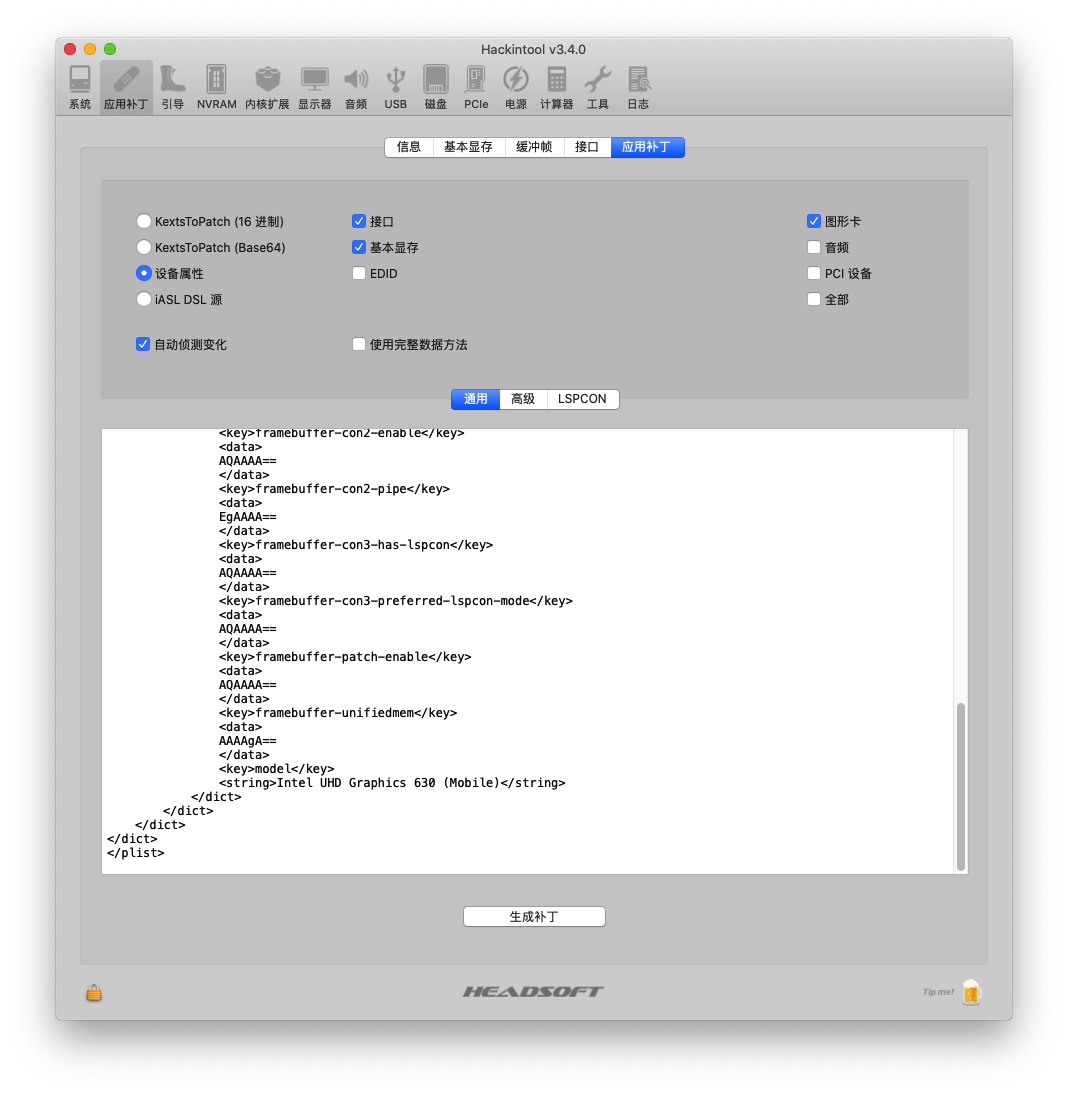 Hackintool v3.4.0
系统 应用补丁 引导 NVRAM 内核扩展 显示器 音频 USB 磁盘 PCIe 电源 计算器 工具 日志
信息 基本显存 缓冲帧 接口 应用补丁
KextsToPatch (16 进制) 接口 图形卡
KextsToPatch (Base64) 基本显存 音频
设备属性 EDID PCI 设备
iASL DSL 源 全部
自动侦测变化 使用完整数据方法
通用 高级 LSPCON
<key>framebuffer-con2-enable</key>
<data>
AQAAAA==
</data>
<key>framebuffer-con2-pipe</key>
<data>
EgAAAA==
</data>
<key>framebuffer-con3-has-lspcon</key>
<data>
AQAAAA==
</data>
<key>framebuffer-con3-preferred-lspcon-mode</key>
<data>
AQAAAA==
</data>
<key>framebuffer-patch-enable</key>
<data>
AQAAAA==
</data>
<key>framebuffer-unifiedmem</key>
<data>
AAAAgA==
</data>
<key>model</key>
<string>Intel UHD Graphics 630 (Mobile)</string>
</dict>
</dict>
</dict>
</dict>
</plist>
生成补丁
HEADSOFT
Tip me!